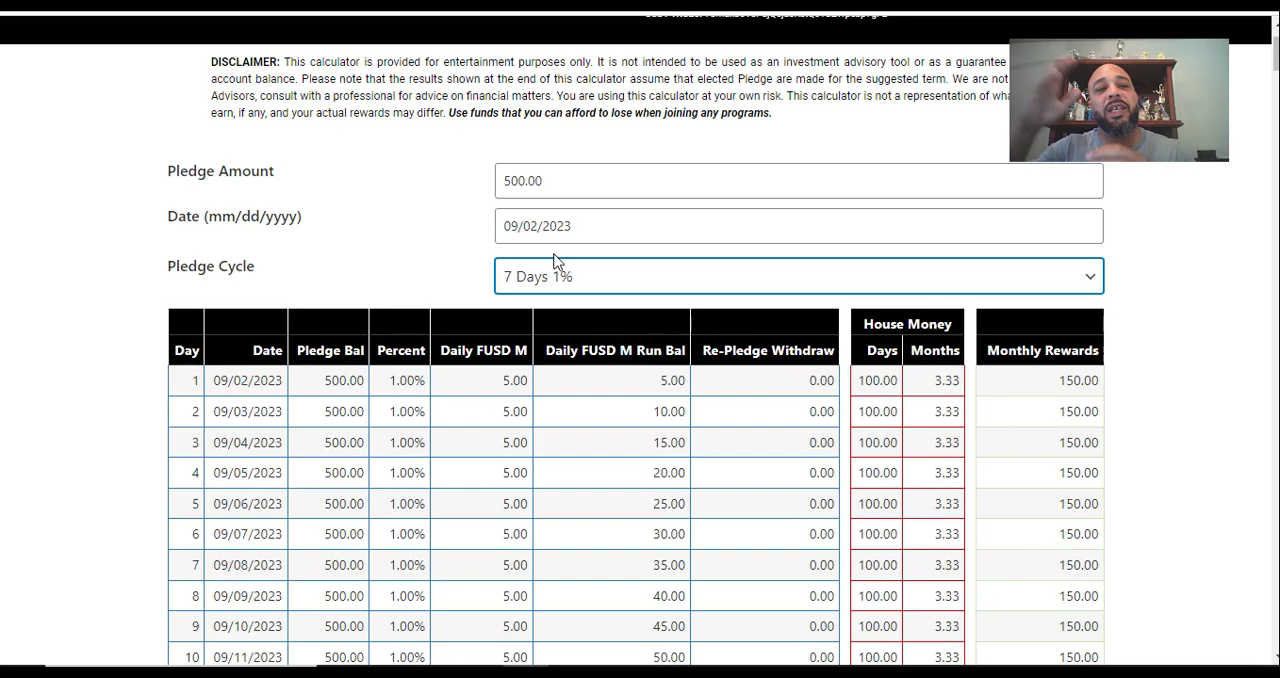 DISCLAIMER: This calculator is provided for entertainment purposes only. It is not intended to be used as an investment advisory tool or as a guarantee
account balance. Please note that the results shown at the end of this calculator assume that elected Pledge are made for the suggested term. We are not
Advisors, consult with a professional for advice on financial matters. You are using this calculator at your own risk. This calculator is not a representation of
earn, if any, and your actual rewards may differ. Use funds that you can afford to lose when joining any programs.
Pledge Amount 500.00
Date (mm/dd/yyyy) 09/02/2023
Pledge Cycle 7 Days 1%
House Money
Day Date Pledge Bal Percent Daily FUSD M Daily FUSD M Run Bal Re-Pledge Withdraw Days Months Monthly Rewards
1 09/02/2023 500.00 1.00% 5.00 5.00 0.00 100.00 3.33 150.00
2 09/03/2023 500.00 1.00% 5.00 10.00 0.00 100.00 3.33 150.00
3 09/04/2023 500.00 1.00% 5.00 15.00 0.00 100.00 3.33 150.00
4 09/05/2023 500.00 1.00% 5.00 20.00 0.00 100.00 3.33 150.00
5 09/06/2023 500.00 1.00% 5.00 25.00 0.00 100.00 3.33 150.00
6 09/07/2023 500.00 1.00% 5.00 30.00 0.00 100.00 3.33 150.00
7 09/08/2023 500.00 1.00% 5.00 35.00 0.00 100.00 3.33 150.00
8 09/09/2023 500.00 1.00% 5.00 40.00 0.00 100.00 3.33 150.00
9 09/10/2023 500.00 1.00% 5.00 45.00 0.00 100.00 3.33 150.00
10 09/11/2023 500.00 1.00% 5.00 50.00 0.00 100.00 3.33 150.00